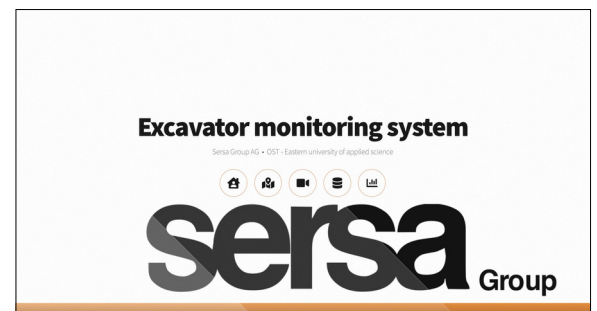 Excavator monitoring system
Sersa Group AG • OST - Eastern university of applied science
sersa Group